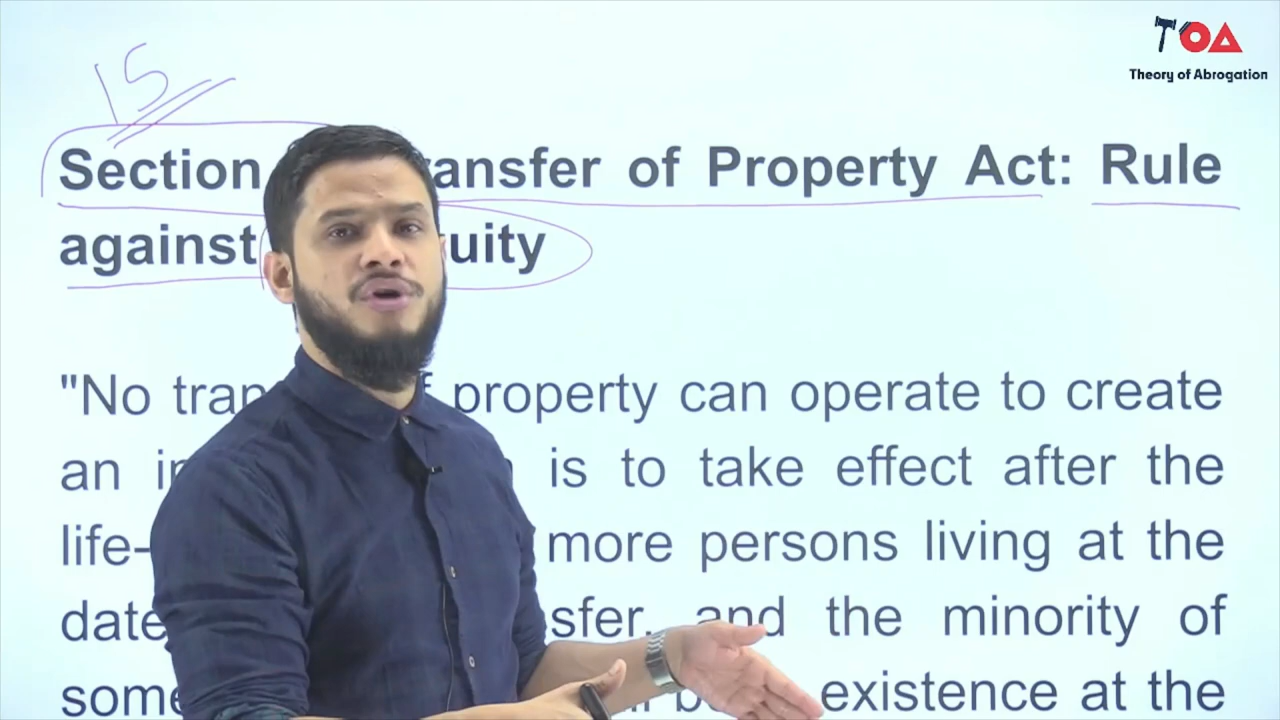 TOA
Theory of Abrogation
15
Section ransfer of Property Act: Rule
against uity
"No tran f property can operate to create
an in is to take effect after the
life- more persons living at the
date sfer, and the minority of
some existence at the